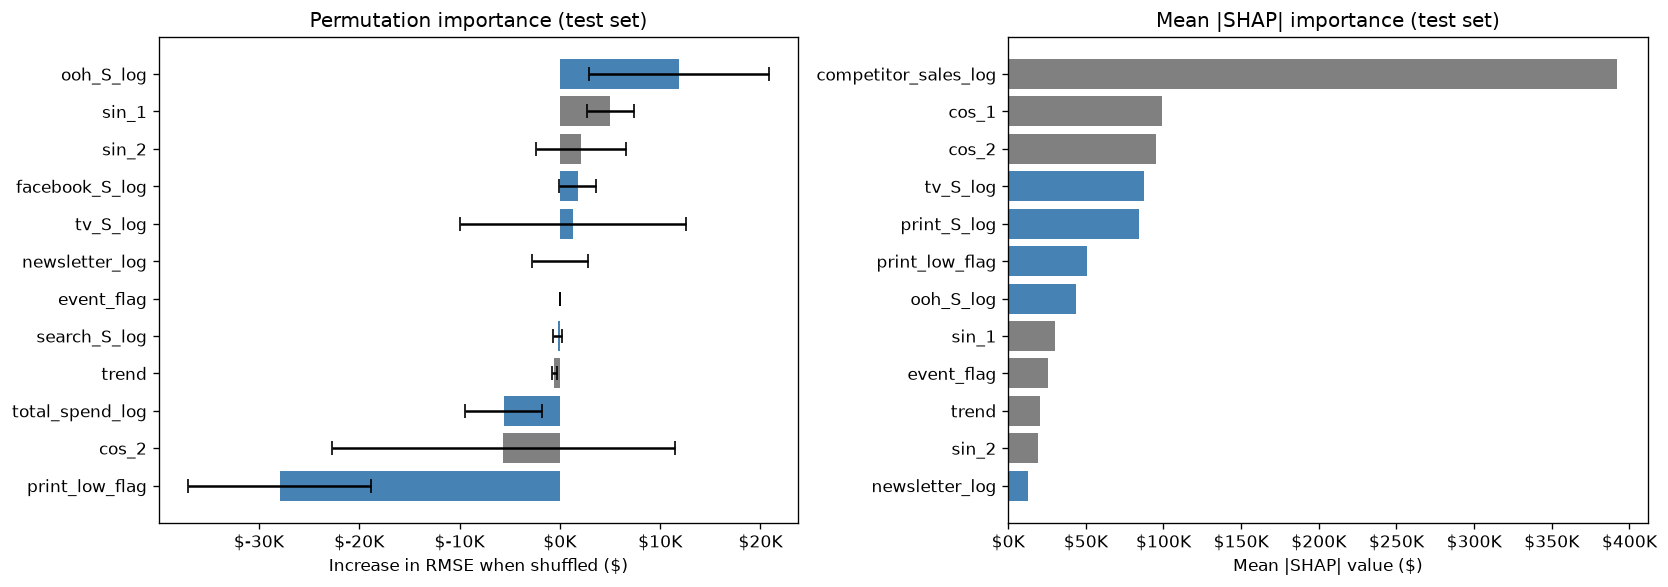 Permutation importance (test set)
ooh_S_log
sin_1
sin_2
facebook_S_log
tv_S_log
newsletter_log
event_flag
search_S_log
trend
total_spend_log
cos_2
print_low_flag
$-30K $-20K $-10K $0K $10K $20K
Increase in RMSE when shuffled ($)
Mean |SHAP| importance (test set)
competitor_sales_log
cos_1
cos_2
tv_S_log
print_S_log
print_low_flag
ooh_S_log
sin_1
event_flag
trend
sin_2
newsletter_log
$0K $50K $100K $150K $200K $250K $300K $350K $400K
Mean |SHAP| value ($)